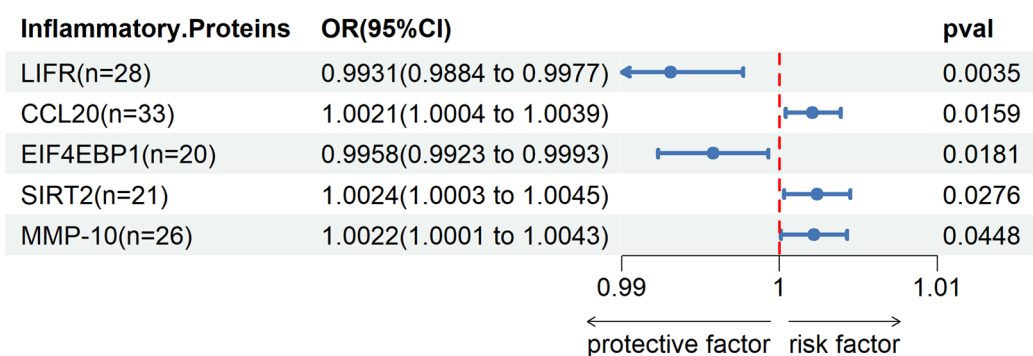 Inflammatory.Proteins OR(95%CI) pval
LIFR(n=28) 0.9931(0.9884 to 0.9977) 0.0035
CCL20(n=33) 1.0021(1.0004 to 1.0039) 0.0159
EIF4EBP1(n=20) 0.9958(0.9923 to 0.9993) 0.0181
SIRT2(n=21) 1.0024(1.0003 to 1.0045) 0.0276
MMP-10(n=26) 1.0022(1.0001 to 1.0043) 0.0448
0.99 1 1.01
protective factor risk factor